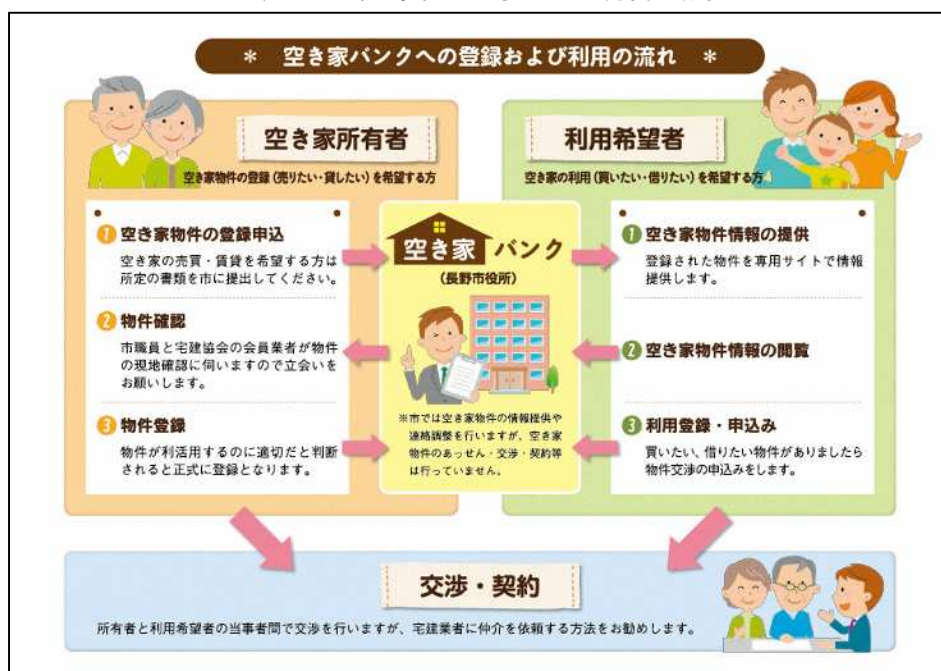 ＊ 空き家バンクへの登録および利用の流れ ＊
空き家所有者
空き家物件の登録(売りたい・貸したい)を希望する方
① 空き家物件の登録申込
空き家の売買・賃貸を希望する方は
所定の書類を市に提出してください。
② 物件確認
市職員と宅建協会の会員業者が物件
の現地確認に伺いますので立会いを
お願いします。
③ 物件登録
物件が利活用するのに適切だと判断
されると正式に登録となります。
空き家バンク
(長野市役所)
※市では空き家物件の情報提供や
連絡調整を行いますが、空き家
物件のあっせん・交渉・契約等
は行っていません。
利用希望者
空き家の利用(買いたい・借りたい)を希望する方
① 空き家物件情報の提供
登録された物件を専用サイトで情報
提供します。
② 空き家物件情報の閲覧
③ 利用登録・申込み
買いたい、借りたい物件がありましたら
物件交渉の申込みをします。
交渉・契約
所有者と利用希望者の当事者間で交渉を行いますが、宅建業者に仲介を依頼する方法をお勧めします。